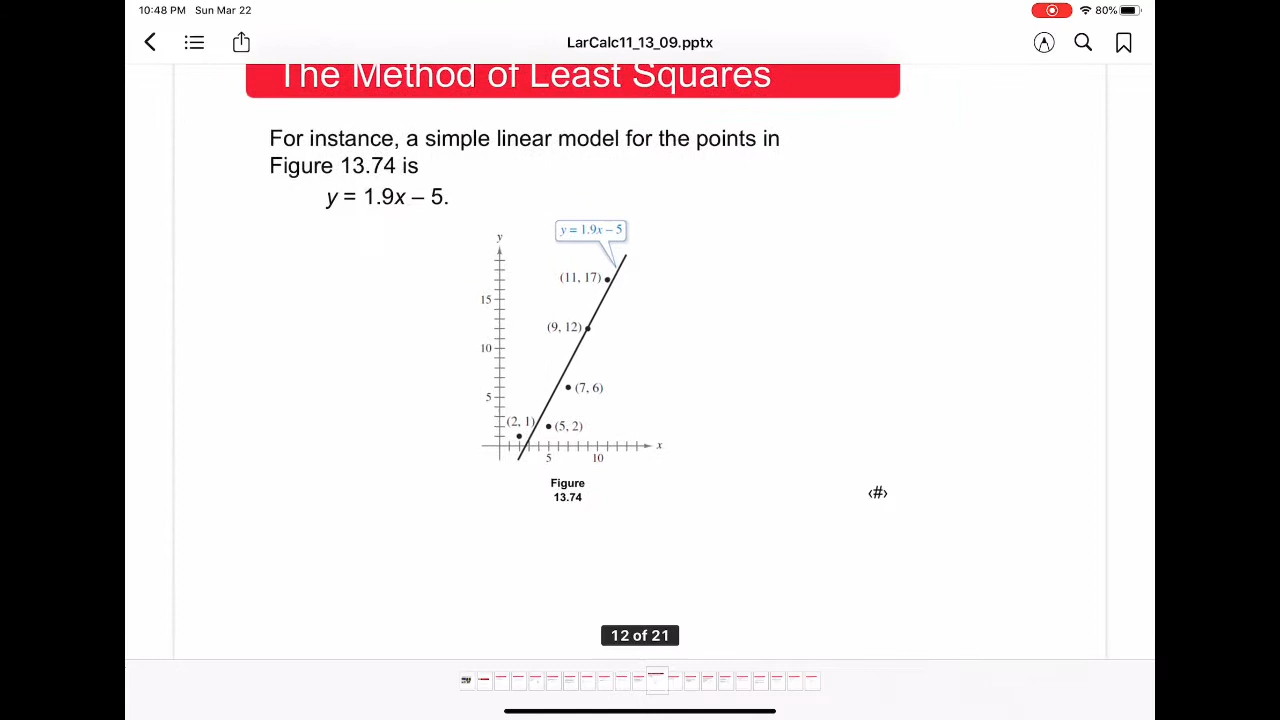 10:48 PM Sun Mar 22
80%
LarCalc11_13_09.pptx
The Method of Least Squares
For instance, a simple linear model for the points in
Figure 13.74 is
y = 1.9x – 5.
y = 1.9x – 5
y
(11, 17)
15
(9, 12)
10
(7, 6)
5
(2, 1)
(5, 2)
x
5 10
Figure
13.74
‹#›
12 of 21